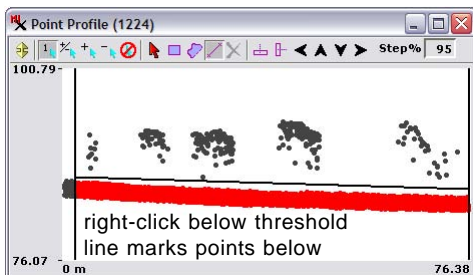 Point Profile (1224)
Step% 95
100.79
right-click below threshold
line marks points below
76.07
0 m 76.38